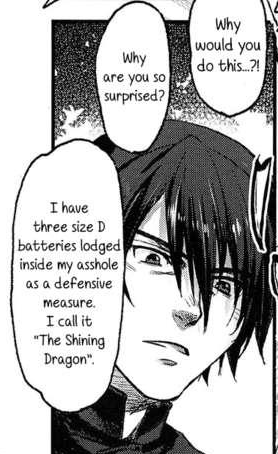 Why
would you
do this...?!
Why
are you so
surprised?
I have
three size D
batteries lodged
inside my asshole
as a defensive
measure.
I call it
"The Shining
Dragon".